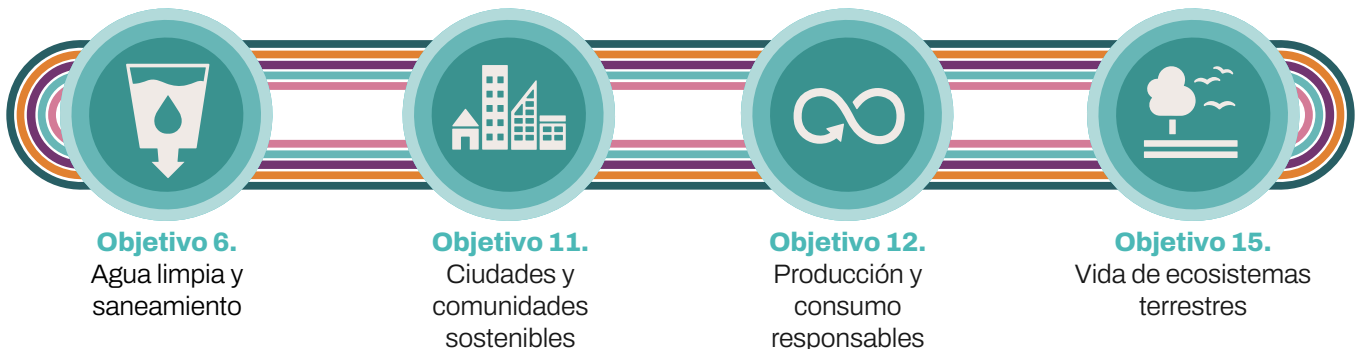 Objetivo 6.
Agua limpia y
saneamiento
Objetivo 11.
Ciudades y
comunidades
sostenibles
Objetivo 12.
Producción y
consumo
responsables
Objetivo 15.
Vida de ecosistemas
terrestres